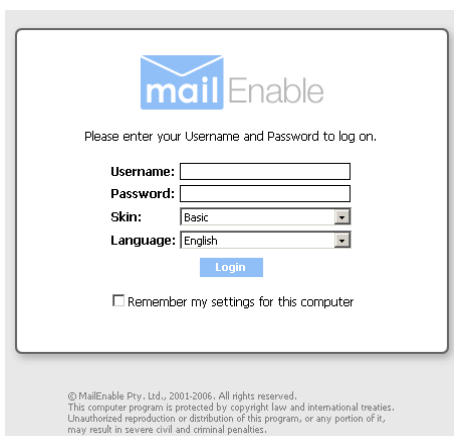 mail Enable
Please enter your Username and Password to log on.
Username:
Password:
Skin: Basic
Language: English
Login
Remember my settings for this computer
© MailEnable Pty. Ltd., 2001-2006. All rights reserved.
This computer program is protected by copyright law and international treaties.
Unauthorized reproduction or distribution of this program, or any portion of it,
may result in severe civil and criminal penalties.